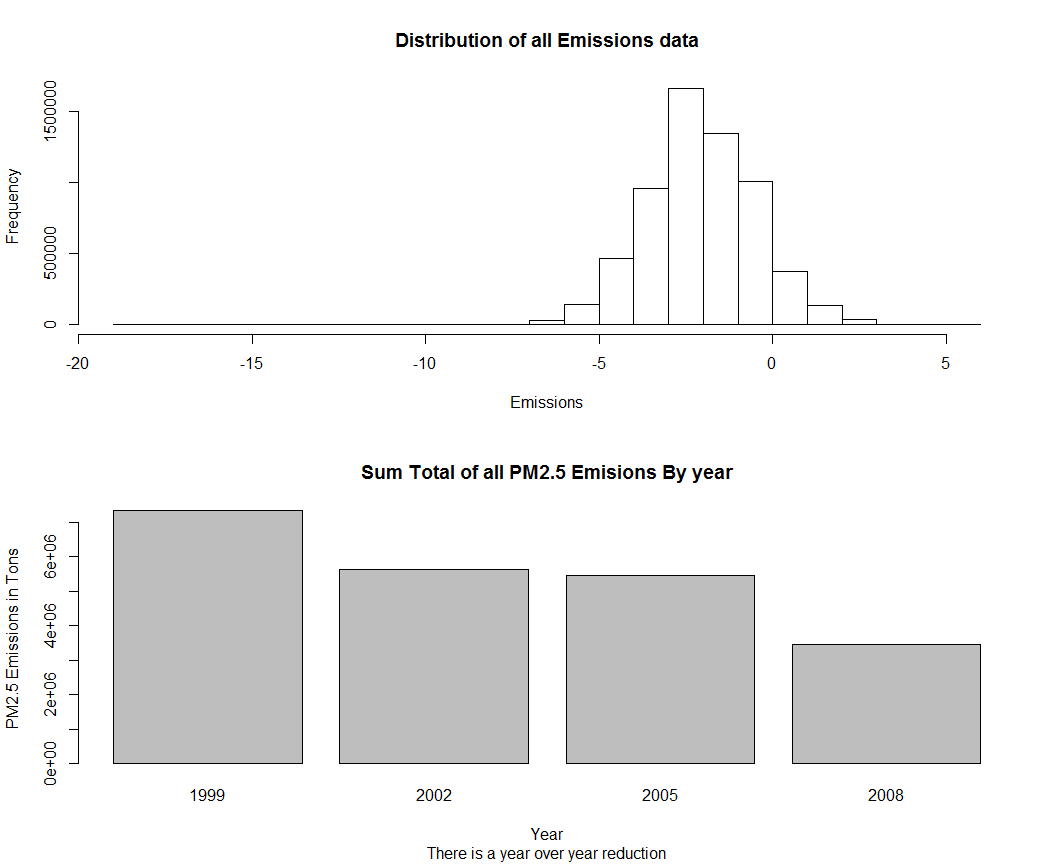 Distribution of all Emissions data
Frequency
1500000
500000
0
-20 -15 -10 -5 0 5
Emissions
Sum Total of all PM2.5 Emisions By year
PM2.5 Emissions in Tons
6e+06
4e+06
2e+06
0e+00
1999 2002 2005 2008
Year
There is a year over year reduction